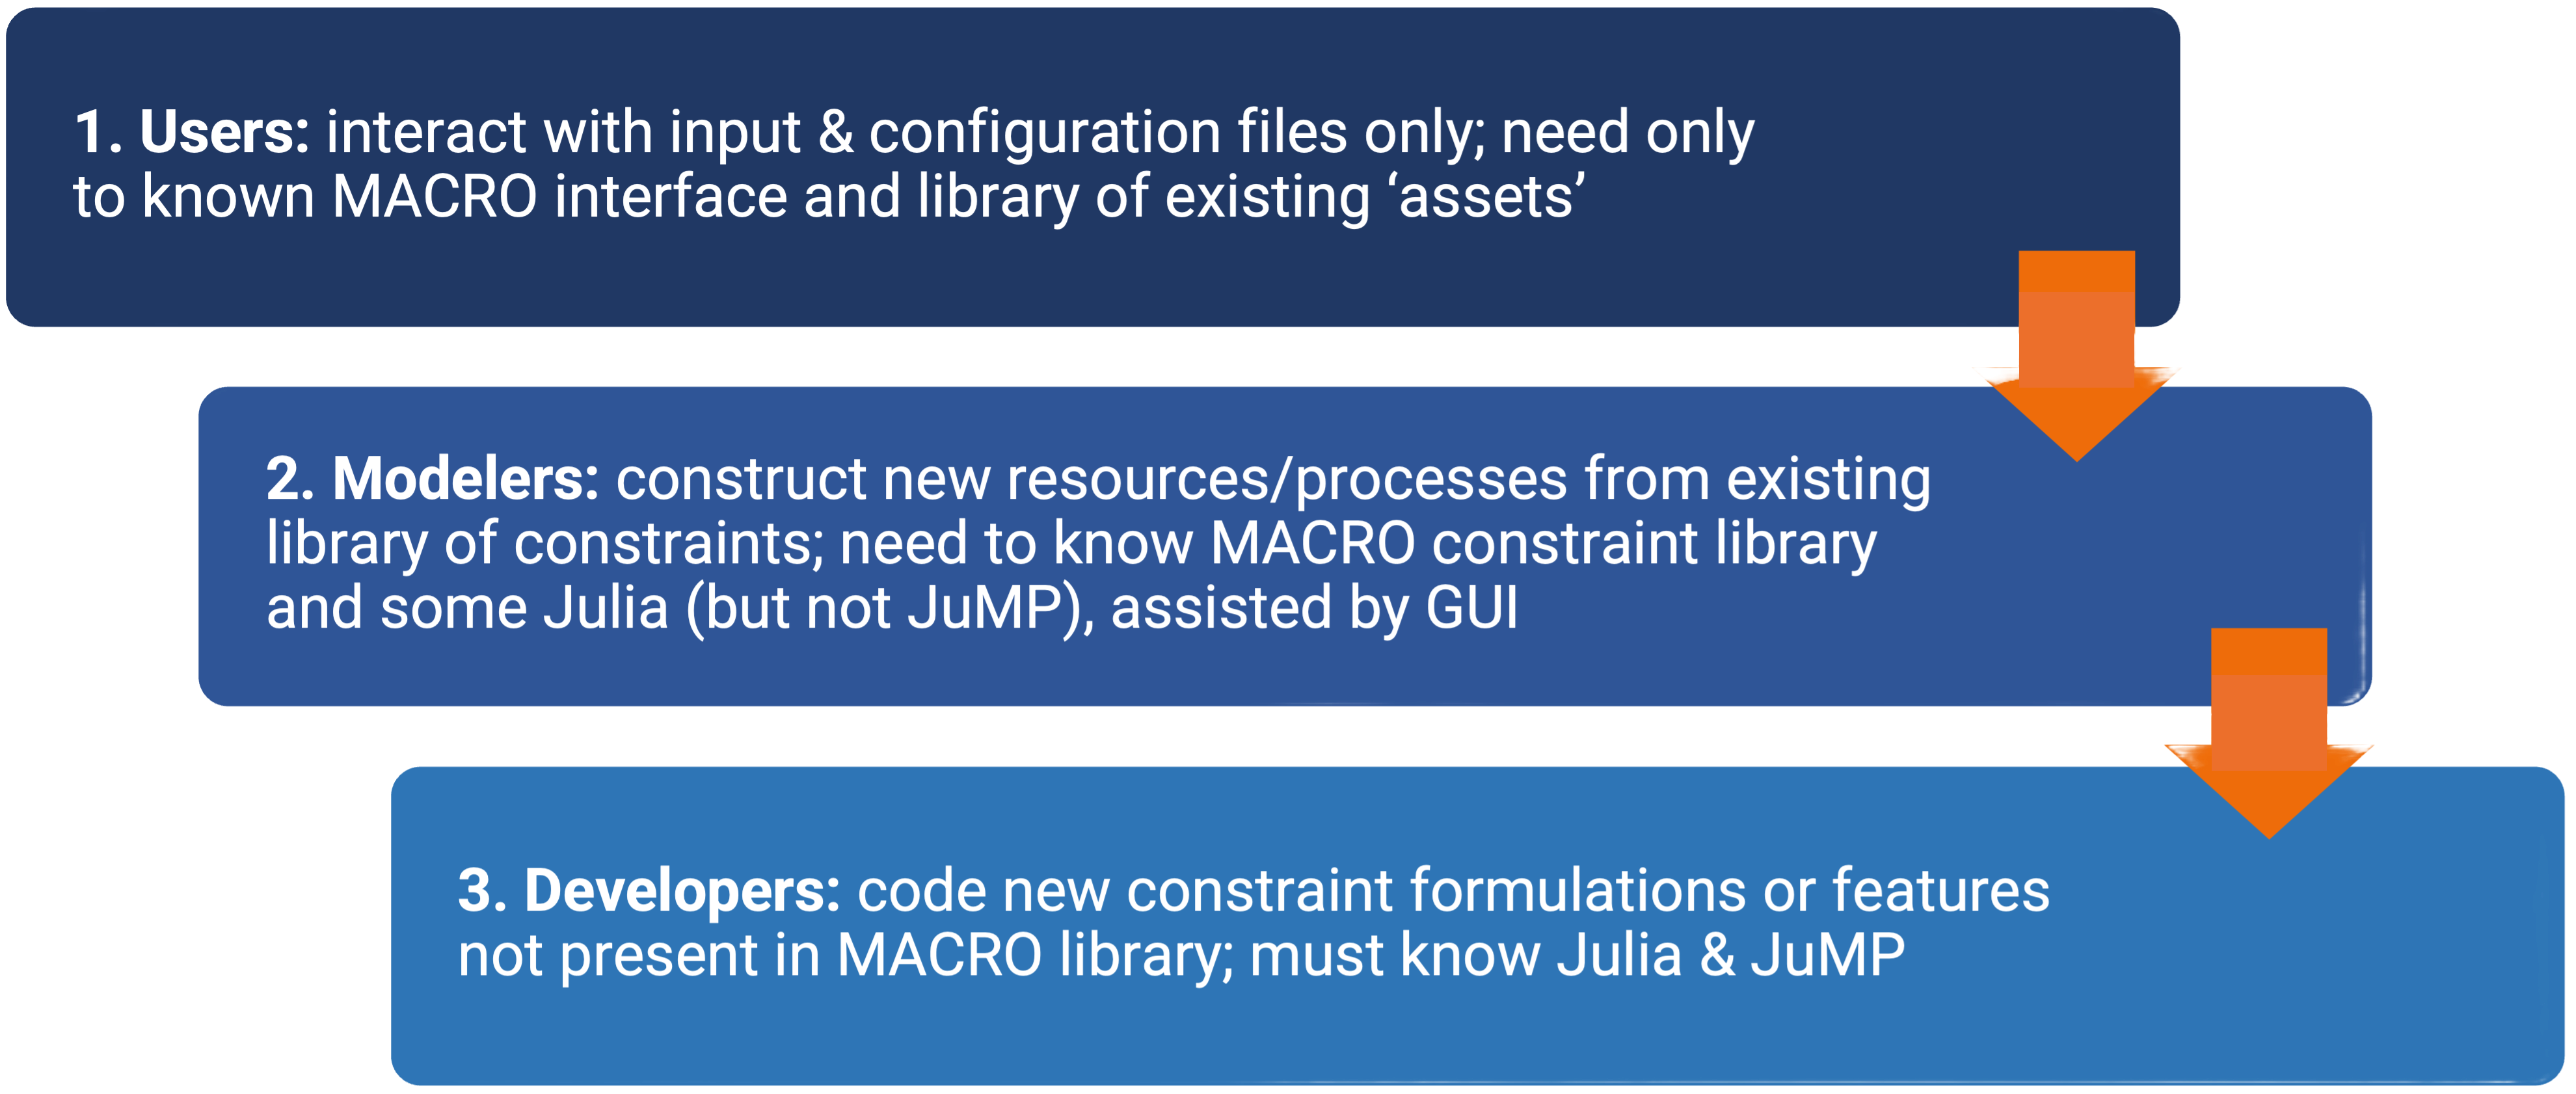 1. Users: interact with input & configuration files only; need only
to known MACRO interface and library of existing ‘assets’
2. Modelers: construct new resources/processes from existing
library of constraints; need to know MACRO constraint library
and some Julia (but not JuMP), assisted by GUI
3. Developers: code new constraint formulations or features
not present in MACRO library; must know Julia & JuMP